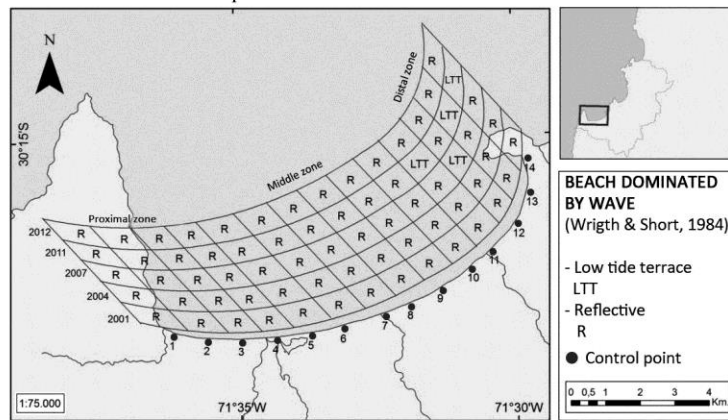 N
30°15'S
Distal zone
Middle zone
Proximal zone
2012 R R R R R R R R R R R R
2011 R R R R R R R R R LTT R LTT LTT
2007 R R R R R R R R R R LTT R R
2004 R R R R R R R R R R R R R
2001 R R R R R R R R R R R R R
1 2 3 4 5 6 7 8 9 10 11 12 13 14
1:75.000
71°35'W
71°30'W
BEACH DOMINATED
BY WAVE
(Wrigth & Short, 1984)
- Low tide terrace
LTT
- Reflective
R
Control point
0 0,5 1 2 3 4
Km.